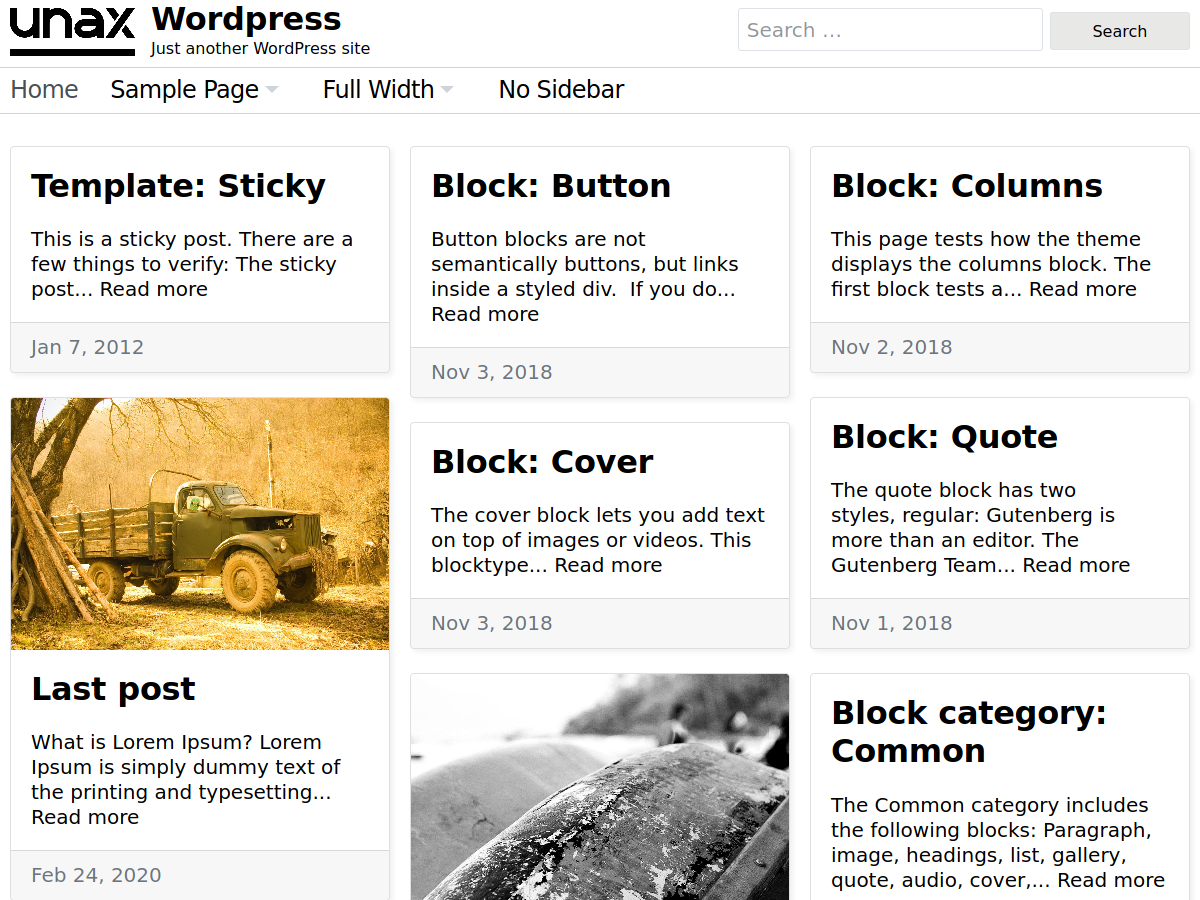 unax
Wordpress
Just another WordPress site
Search …
Search
Home
Sample Page
Full Width
No Sidebar
Template: Sticky
This is a sticky post. There are a
few things to verify: The sticky
post... Read more
Jan 7, 2012
Last post
What is Lorem Ipsum? Lorem
Ipsum is simply dummy text of
the printing and typesetting...
Read more
Feb 24, 2020
Block: Button
Button blocks are not
semantically buttons, but links
inside a styled div.  If you do...
Read more
Nov 3, 2018
Block: Cover
The cover block lets you add text
on top of images or videos. This
blocktype... Read more
Nov 3, 2018
Block: Columns
This page tests how the theme
displays the columns block. The
first block tests a... Read more
Nov 2, 2018
Block: Quote
The quote block has two
styles, regular: Gutenberg is
more than an editor. The
Gutenberg Team... Read more
Nov 1, 2018
Block category:
Common
The Common category includes
the following blocks: Paragraph,
image, headings, list, gallery,
quote, audio, cover,... Read more